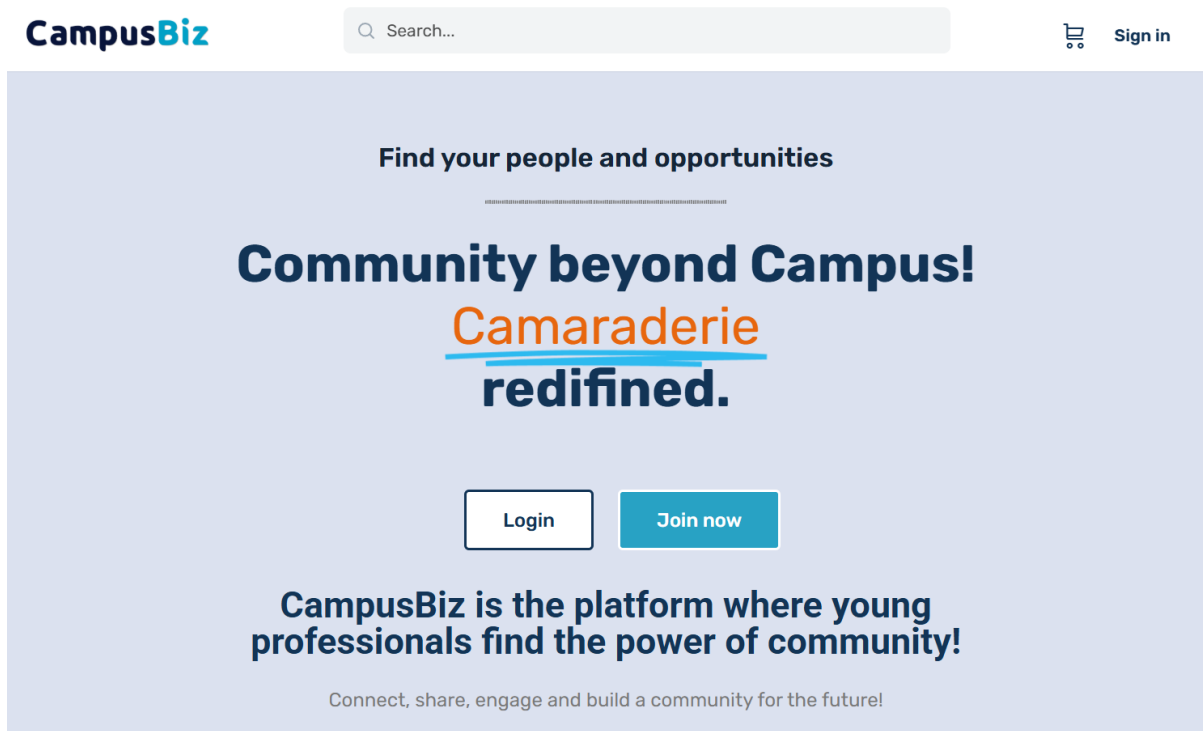 CampusBiz
Search...
Sign in
Find your people and opportunities
Community beyond Campus!
Camaraderie
redifined.
Login
Join now
CampusBiz is the platform where young
professionals find the power of community!
Connect, share, engage and build a community for the future!